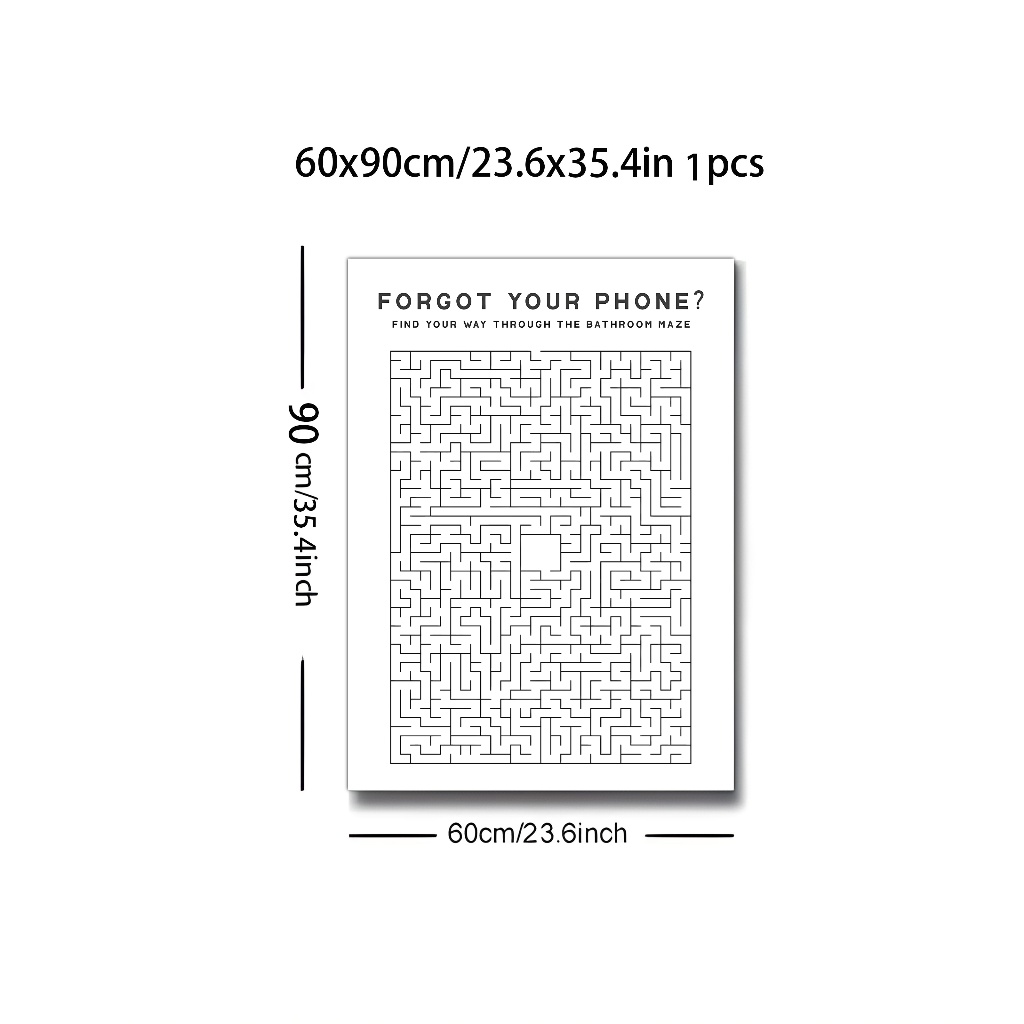 60x90cm/23.6x35.4in 1pcs
FORGOT YOUR PHONE?
FIND YOUR WAY THROUGH THE BATHROOM MAZE
90 cm/35.4inch
60cm/23.6inch